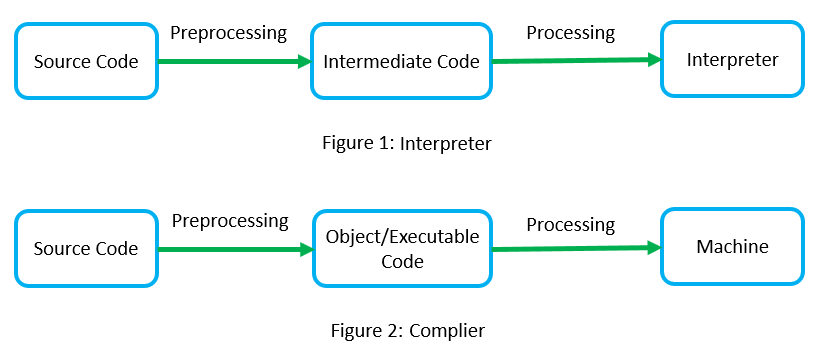 Preprocessing
Processing
Source Code
Intermediate Code
Interpreter
Figure 1: Interpreter
Preprocessing
Processing
Source Code
Object/Executable
Code
Machine
Figure 2: Complier